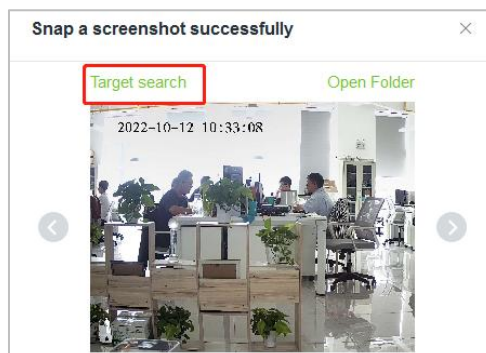 Snap a screenshot successfully
Target search
Open Folder
2022-10-12 10:33:08